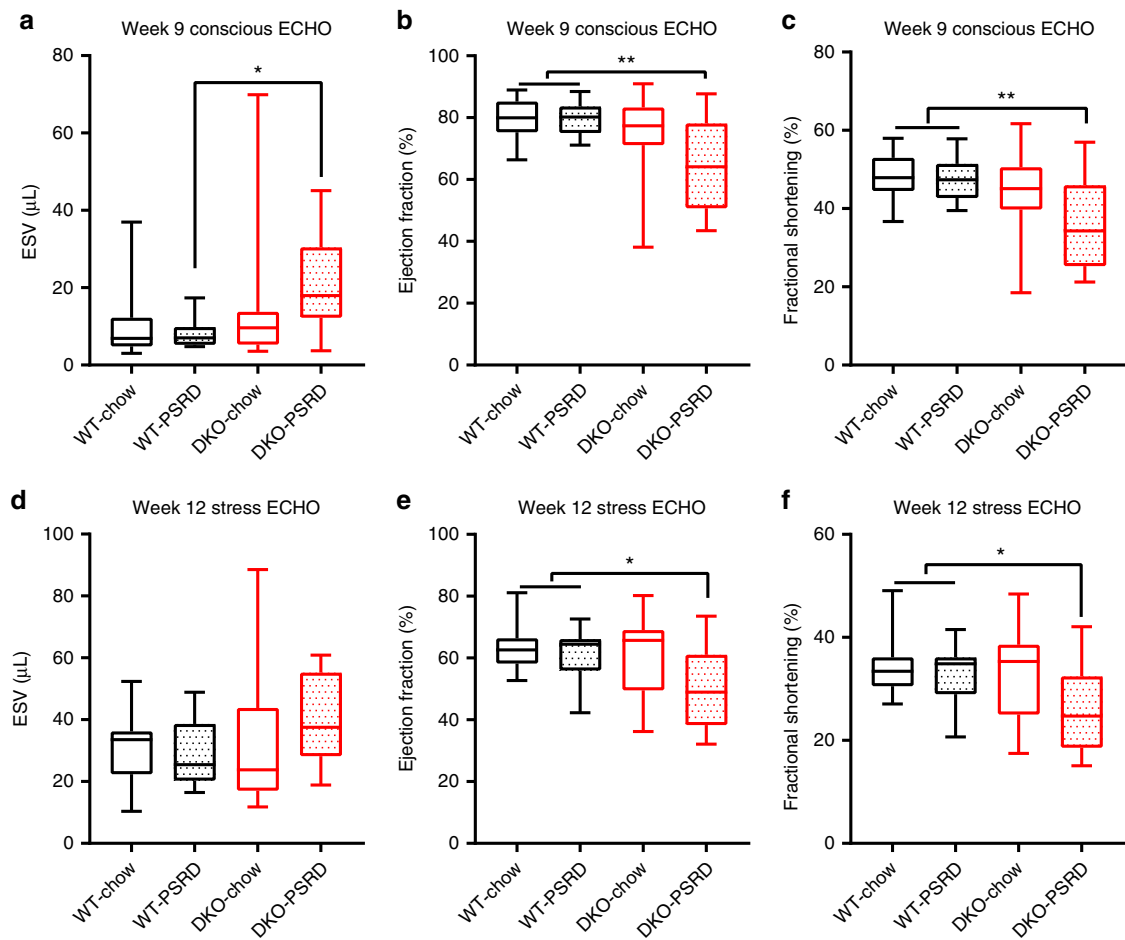 a
Week 9 conscious ECHO
80
60
40
20
0
ESV (μL)
*
WT-chow
WT-PSRD
DKO-chow
DKO-PSRD
b
Week 9 conscious ECHO
100
80
60
40
20
0
Ejection fraction (%)
**
WT-chow
WT-PSRD
DKO-chow
DKO-PSRD
c
Week 9 conscious ECHO
60
40
20
0
Fractional shortening (%)
**
WT-chow
WT-PSRD
DKO-chow
DKO-PSRD
d
Week 12 stress ECHO
100
80
60
40
20
0
ESV (μL)
WT-chow
WT-PSRD
DKO-chow
DKO-PSRD
e
Week 12 stress ECHO
100
80
60
40
20
0
Ejection fraction (%)
*
WT-chow
WT-PSRD
DKO-chow
DKO-PSRD
f
Week 12 stress ECHO
60
40
20
0
Fractional shortening (%)
*
WT-chow
WT-PSRD
DKO-chow
DKO-PSRD